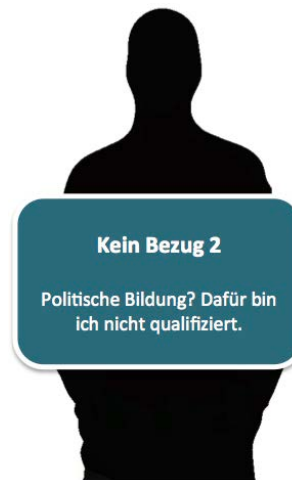 Kein Bezug 2
Politische Bildung? Dafür bin
ich nicht qualifiziert.